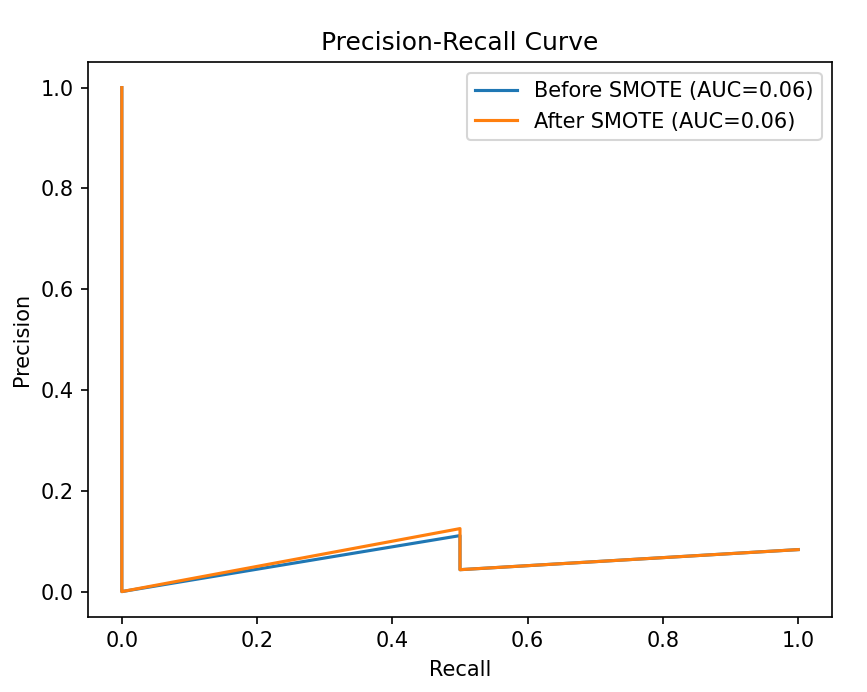 Precision-Recall Curve
Before SMOTE (AUC=0.06)
After SMOTE (AUC=0.06)
Precision
1.0
0.8
0.6
0.4
0.2
0.0
0.0 0.2 0.4 0.6 0.8 1.0
Recall